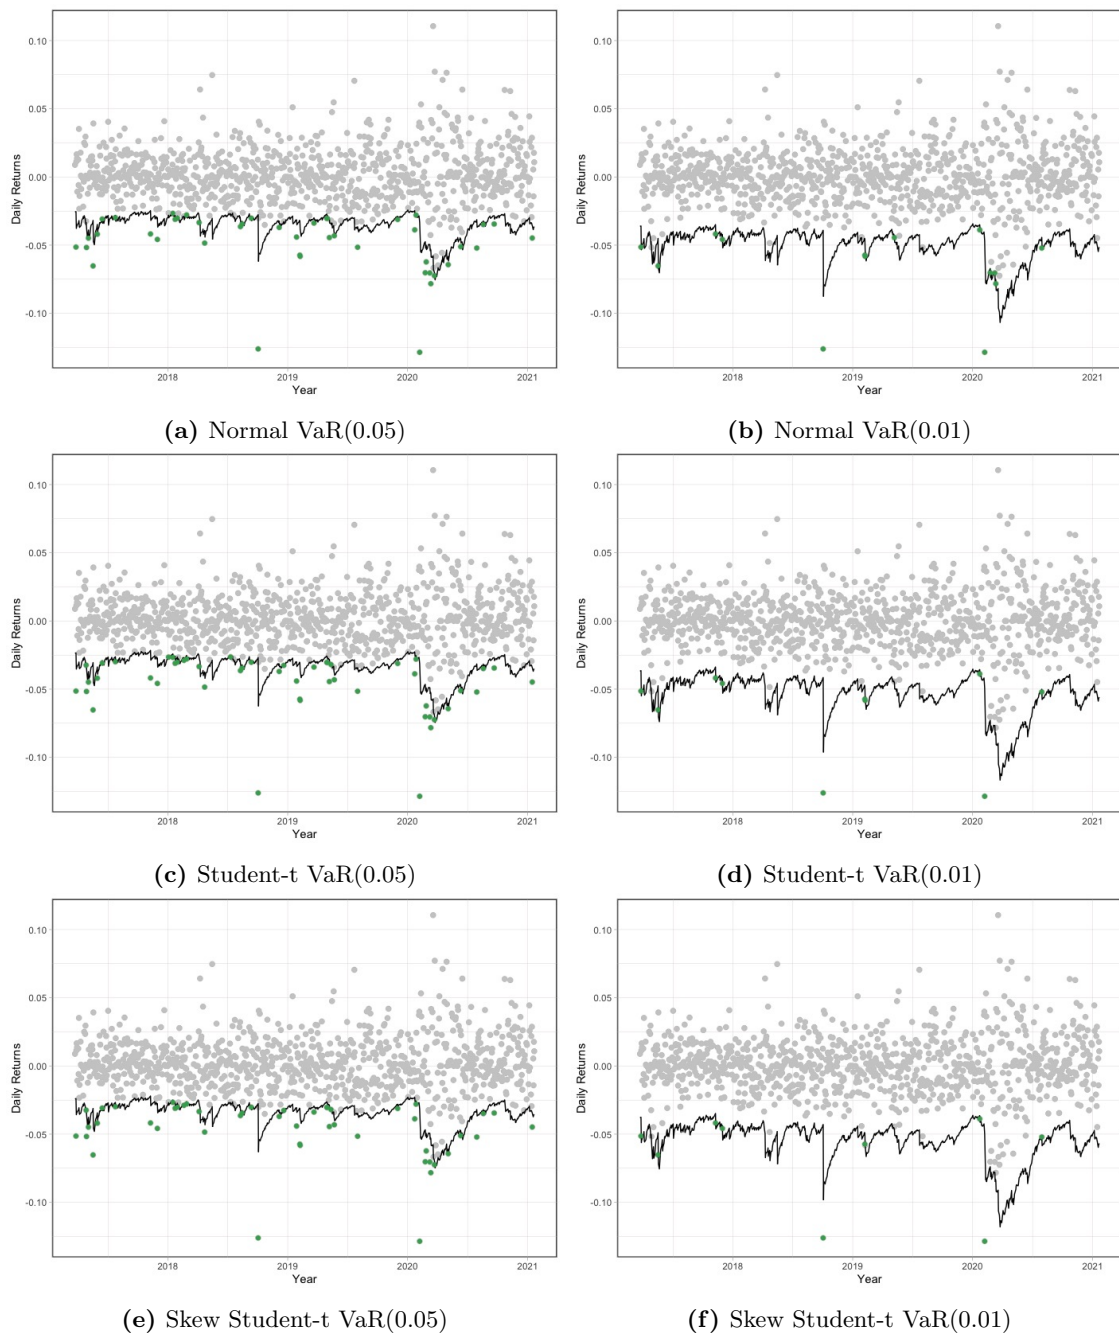 0.10
0.05
0.00
-0.05
-0.10
Daily Returns
2018 2019 2020 2021
Year
(a) Normal VaR(0.05)
0.10
0.05
0.00
-0.05
-0.10
Daily Returns
2018 2019 2020 2021
Year
(b) Normal VaR(0.01)
0.10
0.05
0.00
-0.05
-0.10
Daily Returns
2018 2019 2020 2021
Year
(c) Student-t VaR(0.05)
0.10
0.05
0.00
-0.05
-0.10
Daily Returns
2018 2019 2020 2021
Year
(d) Student-t VaR(0.01)
0.10
0.05
0.00
-0.05
-0.10
Daily Returns
2018 2019 2020 2021
Year
(e) Skew Student-t VaR(0.05)
0.10
0.05
0.00
-0.05
-0.10
Daily Returns
2018 2019 2020 2021
Year
(f) Skew Student-t VaR(0.01)